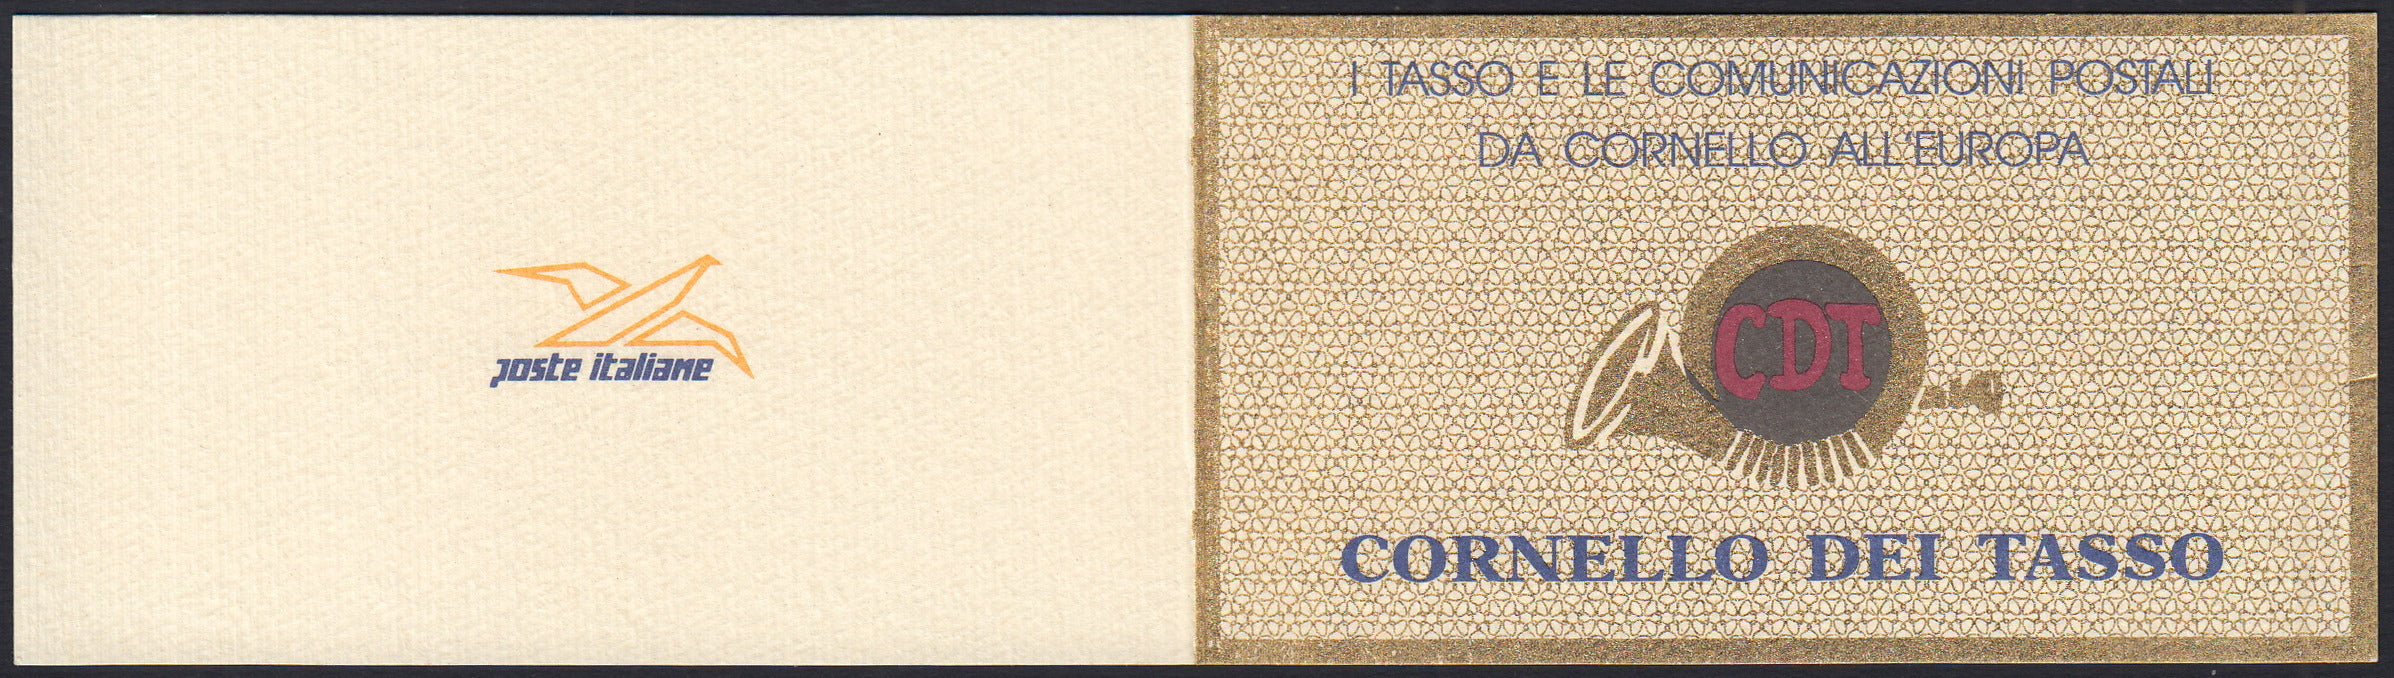 poste italiane
I TASSO E LE COMUNICAZIONI POSTALI
DA CORNELLO ALL'EUROPA
CDT
CORNELLO DEI TASSO